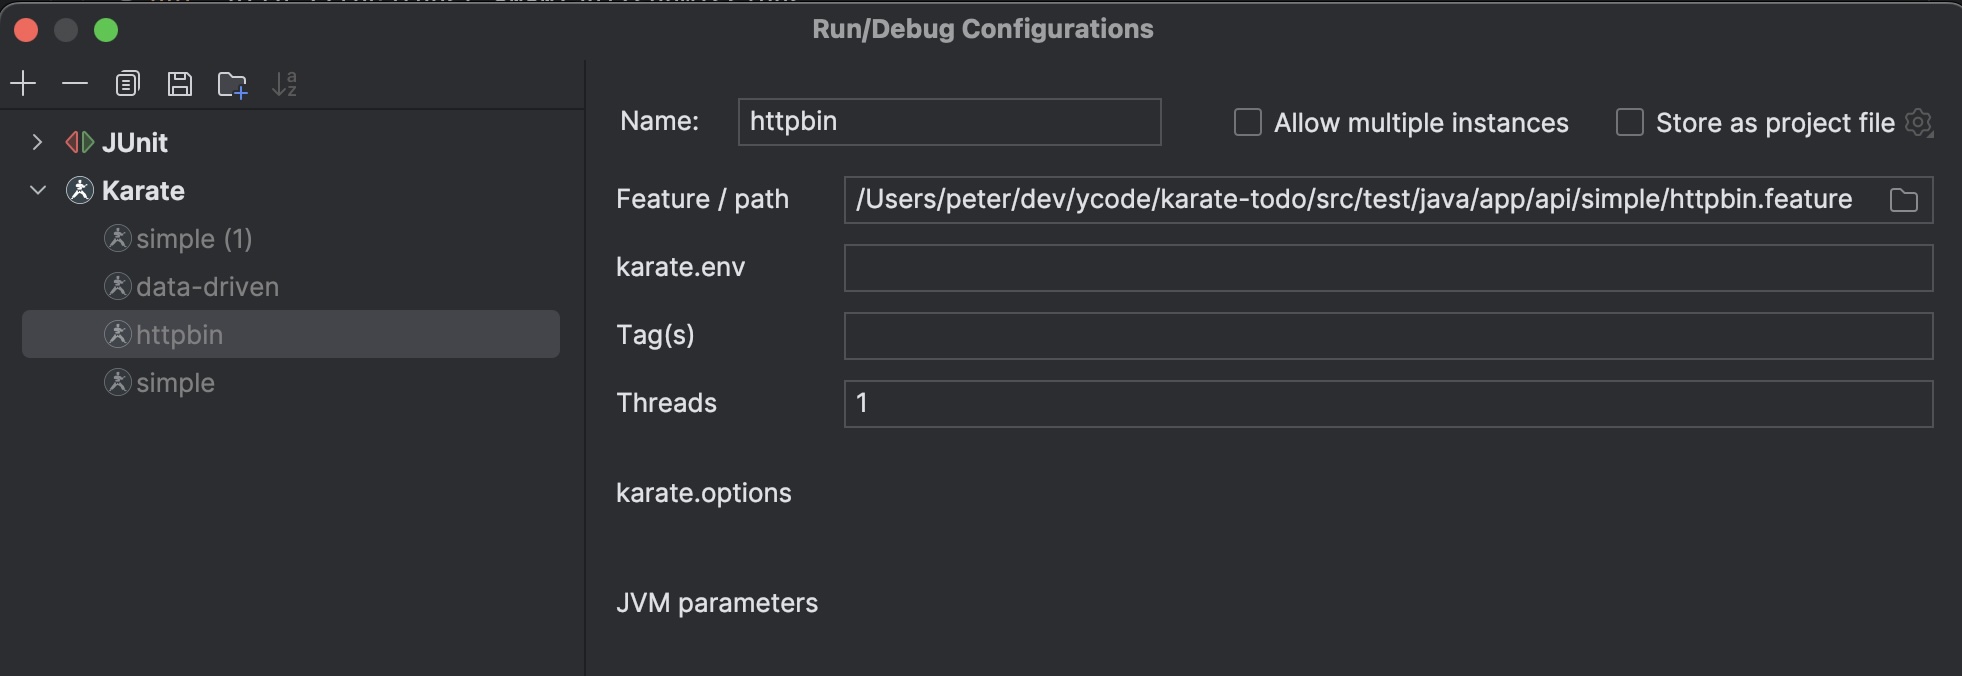 Run/Debug Configurations
JUnit
Karate
simple (1)
data-driven
httpbin
simple
Name: httpbin Allow multiple instances Store as project file
Feature / path /Users/peter/dev/ycode/karate-todo/src/test/java/app/api/simple/httpbin.feature
karate.env
Tag(s)
Threads 1
karate.options
JVM parameters